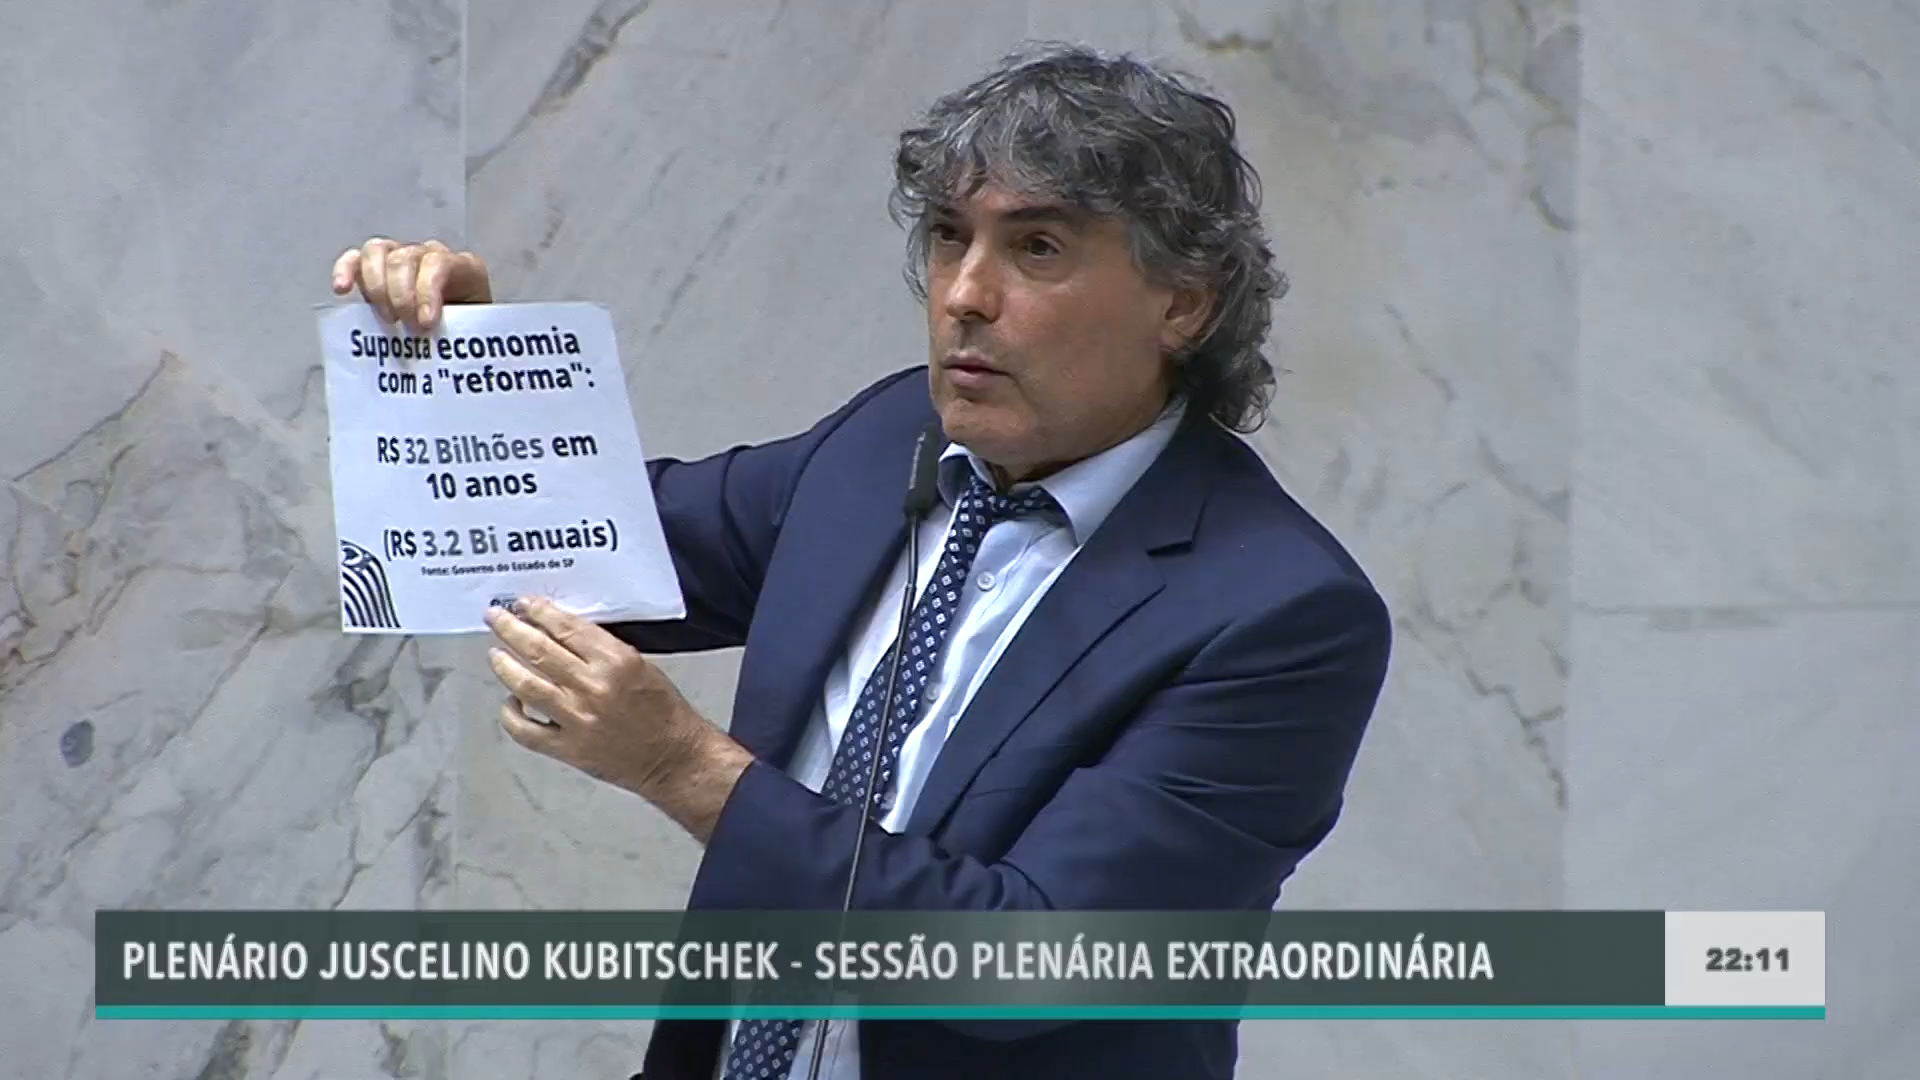 Suposta economia
com a "reforma":
R$ 32 Bilhões em
10 anos
(R$ 3.2 Bi anuais)
Fonte: Governo do Estado de SP
PLENÁRIO JUSCELINO KUBITSCHEK - SESSÃO PLENÁRIA EXTRAORDINÁRIA
22:11